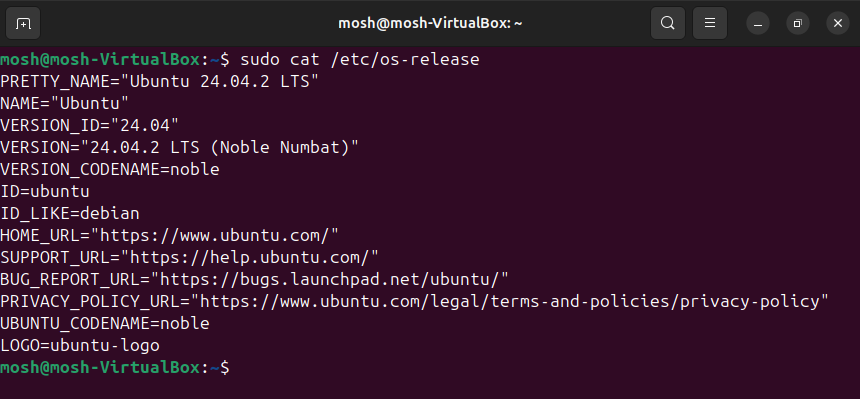 mosh@mosh-VirtualBox: ~
mosh@mosh-VirtualBox:~$ sudo cat /etc/os-release
PRETTY_NAME="Ubuntu 24.04.2 LTS"
NAME="Ubuntu"
VERSION_ID="24.04"
VERSION="24.04.2 LTS (Noble Numbat)"
VERSION_CODENAME=noble
ID=ubuntu
ID_LIKE=debian
HOME_URL="https://www.ubuntu.com/"
SUPPORT_URL="https://help.ubuntu.com/"
BUG_REPORT_URL="https://bugs.launchpad.net/ubuntu/"
PRIVACY_POLICY_URL="https://www.ubuntu.com/legal/terms-and-policies/privacy-policy"
UBUNTU_CODENAME=noble
LOGO=ubuntu-logo
mosh@mosh-VirtualBox:~$